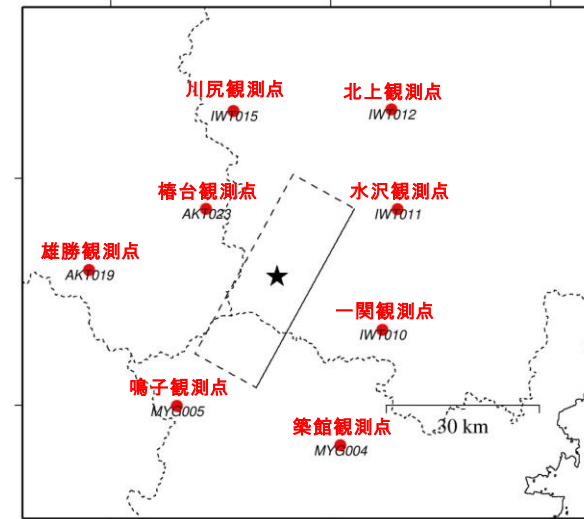 川尻観測点
IWT015
北上観測点
IWT012
椿台観測点
AKT023
水沢観測点
IWT011
雄勝観測点
AKT019
一関観測点
IWT010
鳴子観測点
MYG005
30 km
築館観測点
MYG004